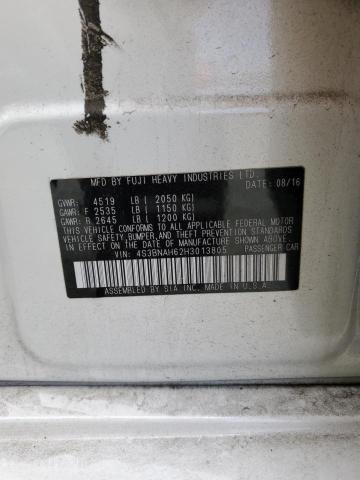 MFD BY FUJI HEAVY INDUSTRIES LTD.
DATE: 08/16
GVWR: 4519 LB ( 2050 KG)
GAWR: F 2535 LB ( 1150 KG)
GAWR: R 2645 LB ( 1200 KG)
THIS VEHICLE CONFORMS TO ALL APPLICABLE FEDERAL MOTOR
VEHICLE SAFETY, BUMPER, AND THEFT PREVENTION STANDARDS
IN EFFECT ON THE DATE OF MANUFACTURE SHOWN ABOVE.
VIN: 4S3BNAH62H3013805 PASSENGER CAR
ASSEMBLED BY SIA INC. MADE IN U.S.A.